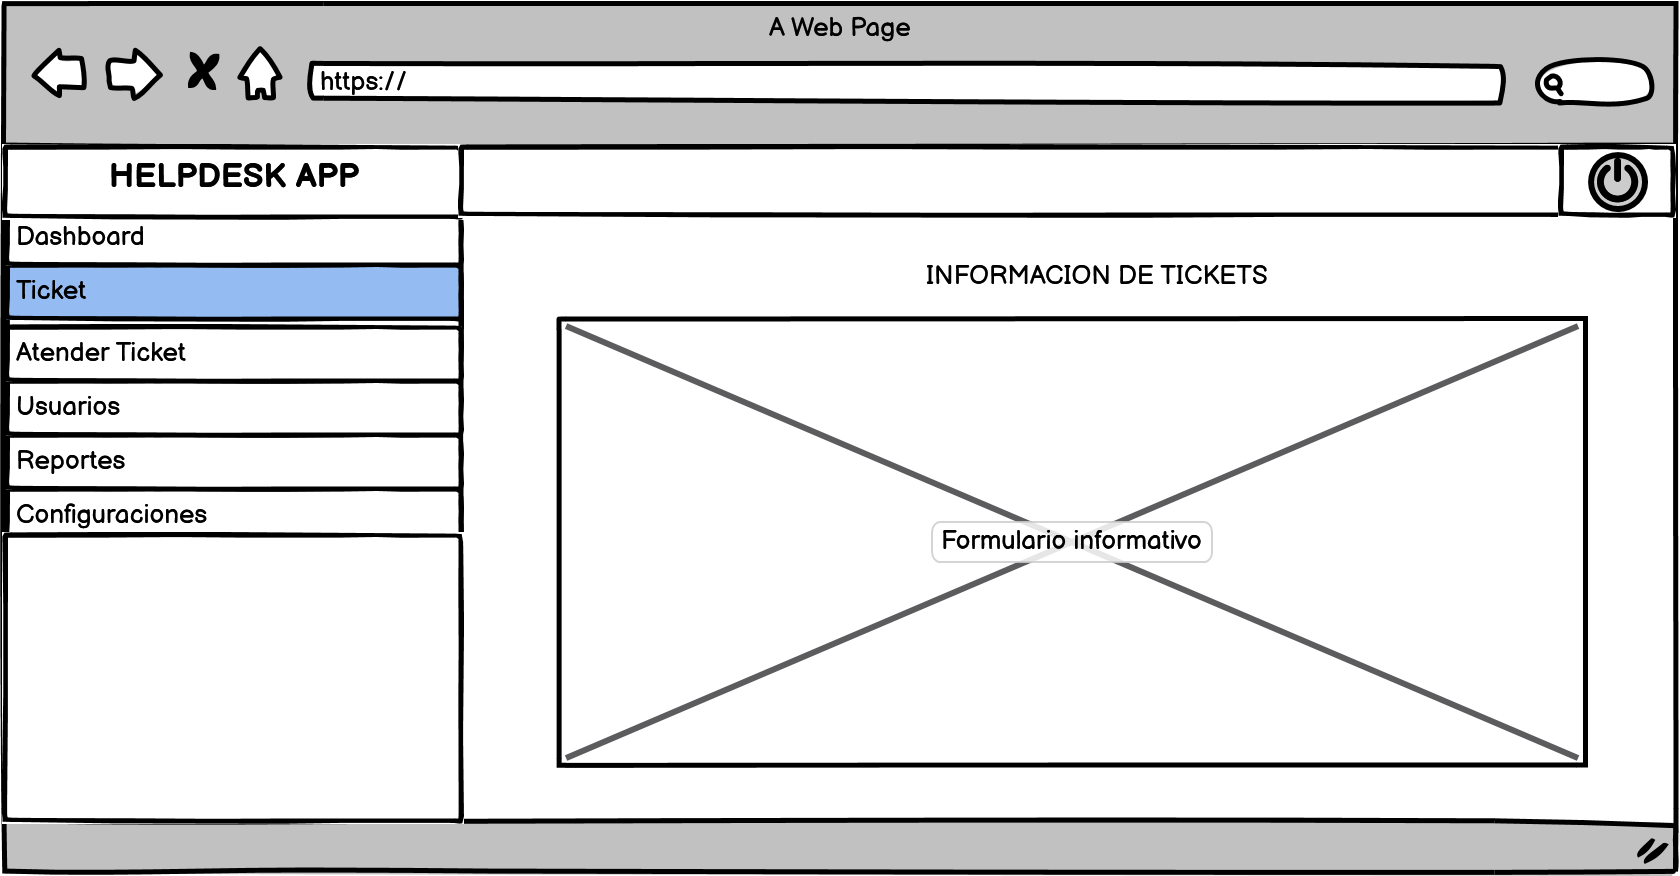 A Web Page
https://
HELPDESK APP
Dashboard
Ticket
Atender Ticket
Usuarios
Reportes
Configuraciones
INFORMACION DE TICKETS
Formulario informativo